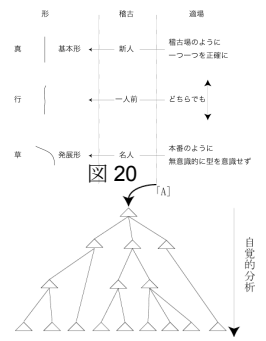 形 稽古 適場
真 基本形 新人 稽古場のように
一つ一つを正確に
行 一人前 どちらでも
草 発展形 名人 本番のように
無意識的に型を意識せず
図 20
「A」
自覚的分析